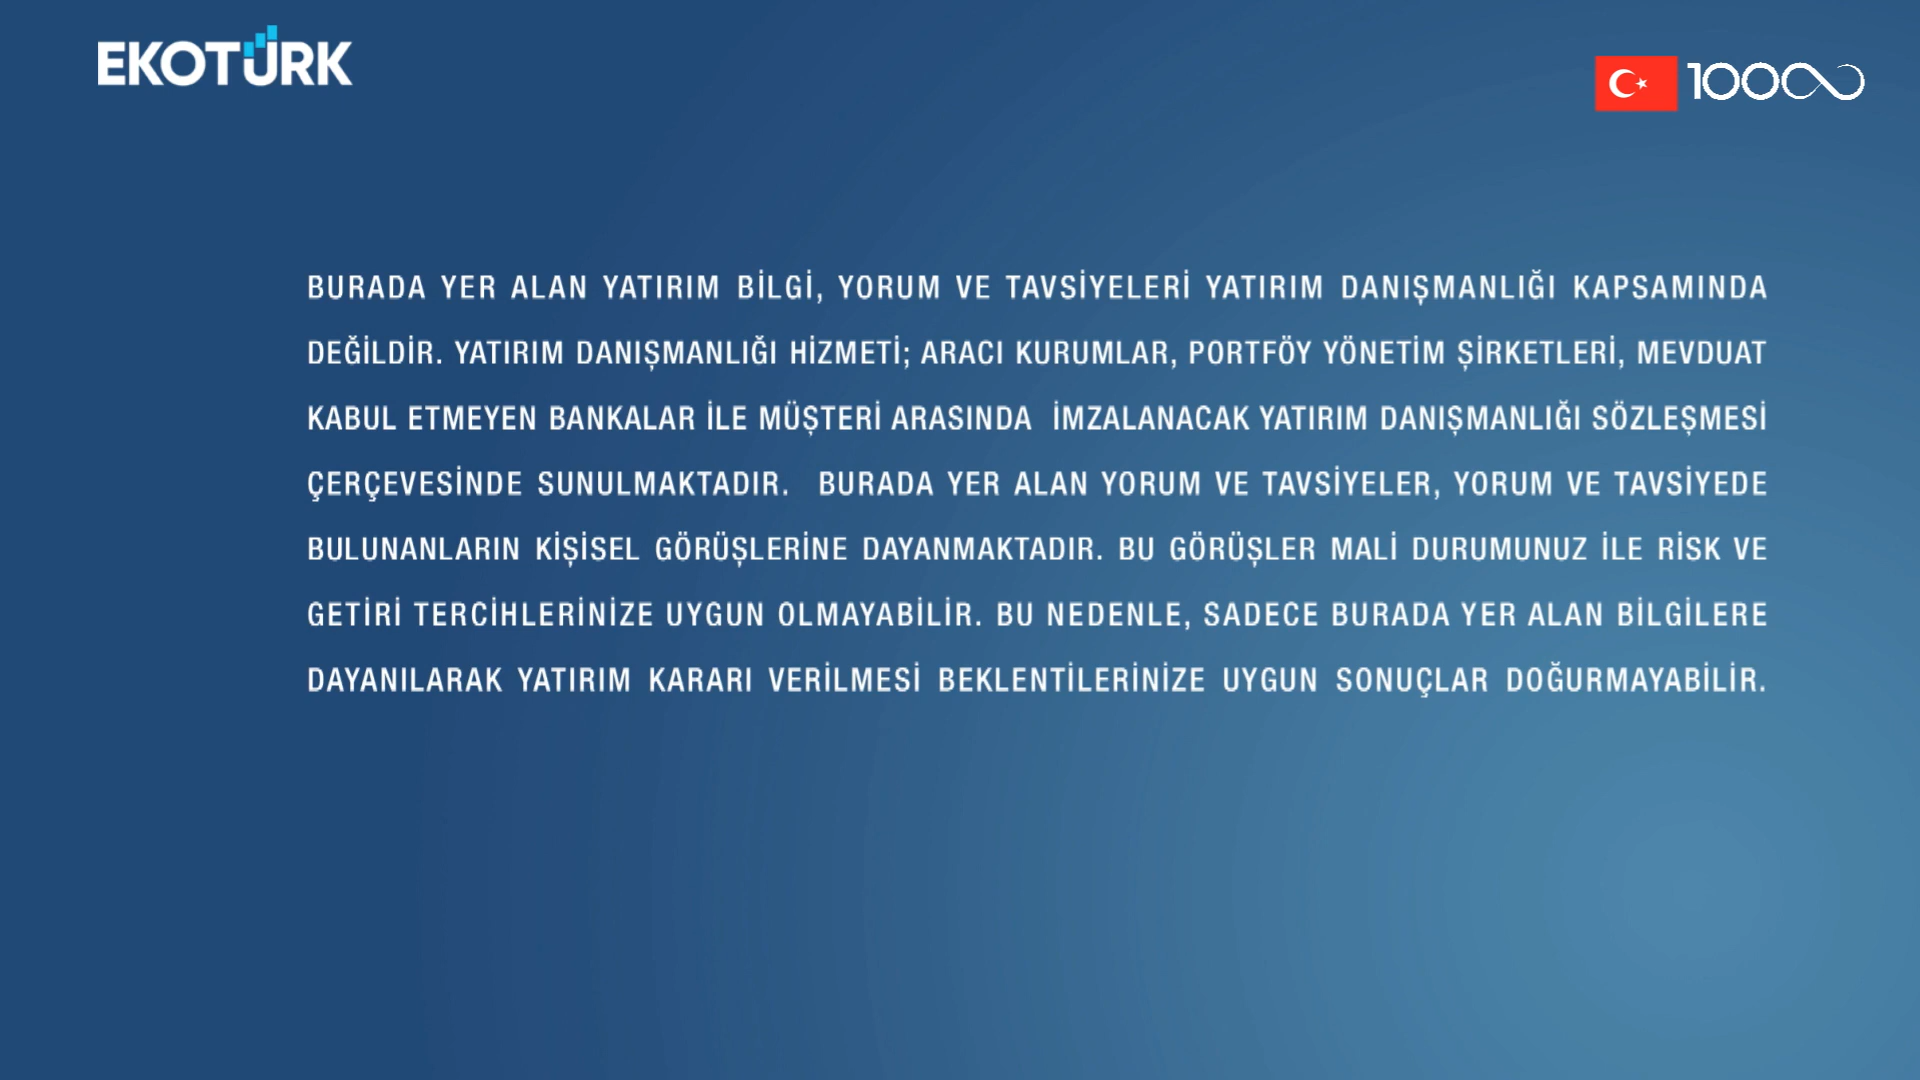 EKOTÜRK
100
BURADA YER ALAN YATIRIM BİLGİ, YORUM VE TAVSİYELERİ YATIRIM DANIŞMANLIĞI KAPSAMINDA
DEĞİLDİR. YATIRIM DANIŞMANLIĞI HİZMETİ; ARACI KURUMLAR, PORTFÖY YÖNETİM ŞİRKETLERİ, MEVDUAT
KABUL ETMEYEN BANKALAR İLE MÜŞTERİ ARASINDA İMZALANACAK YATIRIM DANIŞMANLIĞI SÖZLEŞMESİ
ÇERÇEVESİNDE SUNULMAKTADIR. BURADA YER ALAN YORUM VE TAVSİYELER, YORUM VE TAVSİYEDE
BULUNANLARIN KİŞİSEL GÖRÜŞLERİNE DAYANMAKTADIR. BU GÖRÜŞLER MALİ DURUMUNUZ İLE RİSK VE
GETİRİ TERCİHLERİNİZE UYGUN OLMAYABİLİR. BU NEDENLE, SADECE BURADA YER ALAN BİLGİLERE
DAYANILARAK YATIRIM KARARI VERİLMESİ BEKLENTİLERİNİZE UYGUN SONUÇLAR DOĞURMAYABİLİR.